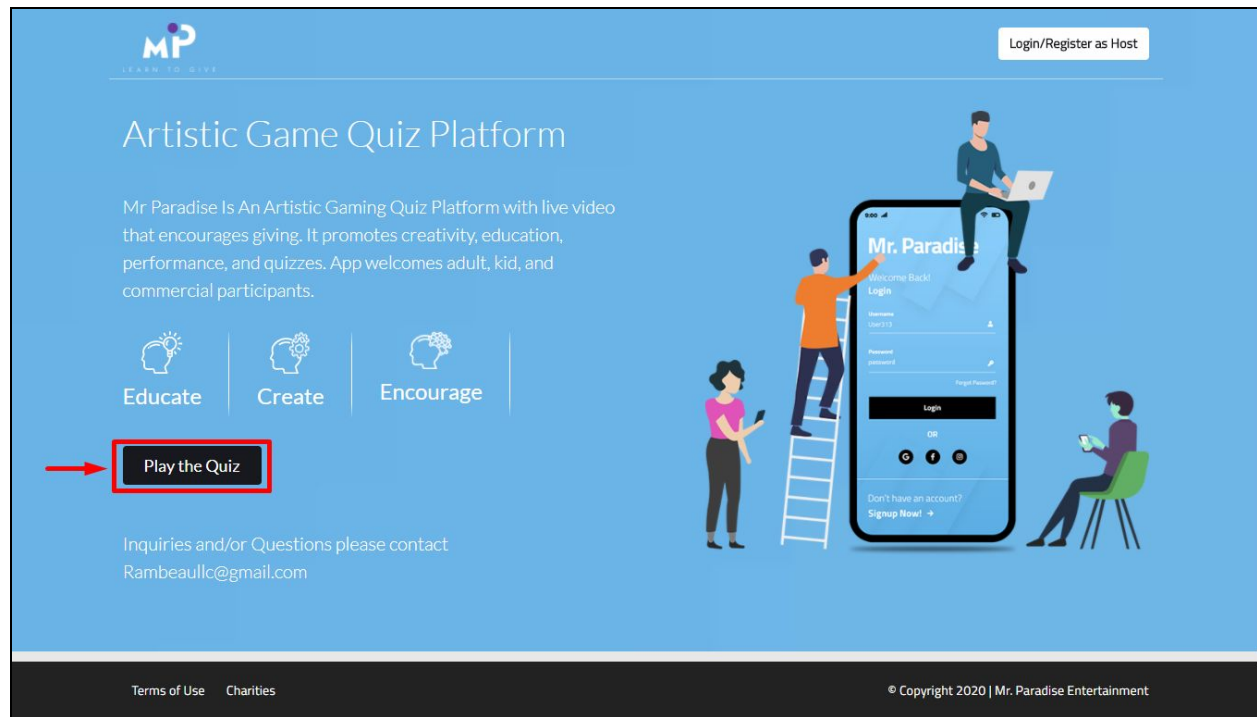 MP
LEARN TO GIVE
Login/Register as Host
Artistic Game Quiz Platform
Mr Paradise Is An Artistic Gaming Quiz Platform with live video
that encourages giving. It promotes creativity, education,
performance, and quizzes. App welcomes adult, kid, and
commercial participants.
Educate
Create
Encourage
Play the Quiz
Inquiries and/or Questions please contact
Rambeaullc@gmail.com
9:00
Mr. Paradise
Welcome Back!
Login
Username
User313
Password
password
Forgot Password?
Login
OR
G f
Don't have an account?
Signup Now! →
Terms of Use
Charities
© Copyright 2020 | Mr. Paradise Entertainment